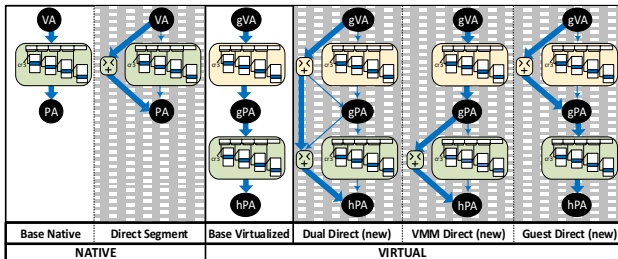 VA VA gVA gVA gVA gVA
PA PA gPA gPA gPA gPA
hPA hPA hPA hPA
Base Native Direct Segment Base Virtualized Dual Direct (new) VMM Direct (new) Guest Direct (new)
NATIVE VIRTUAL